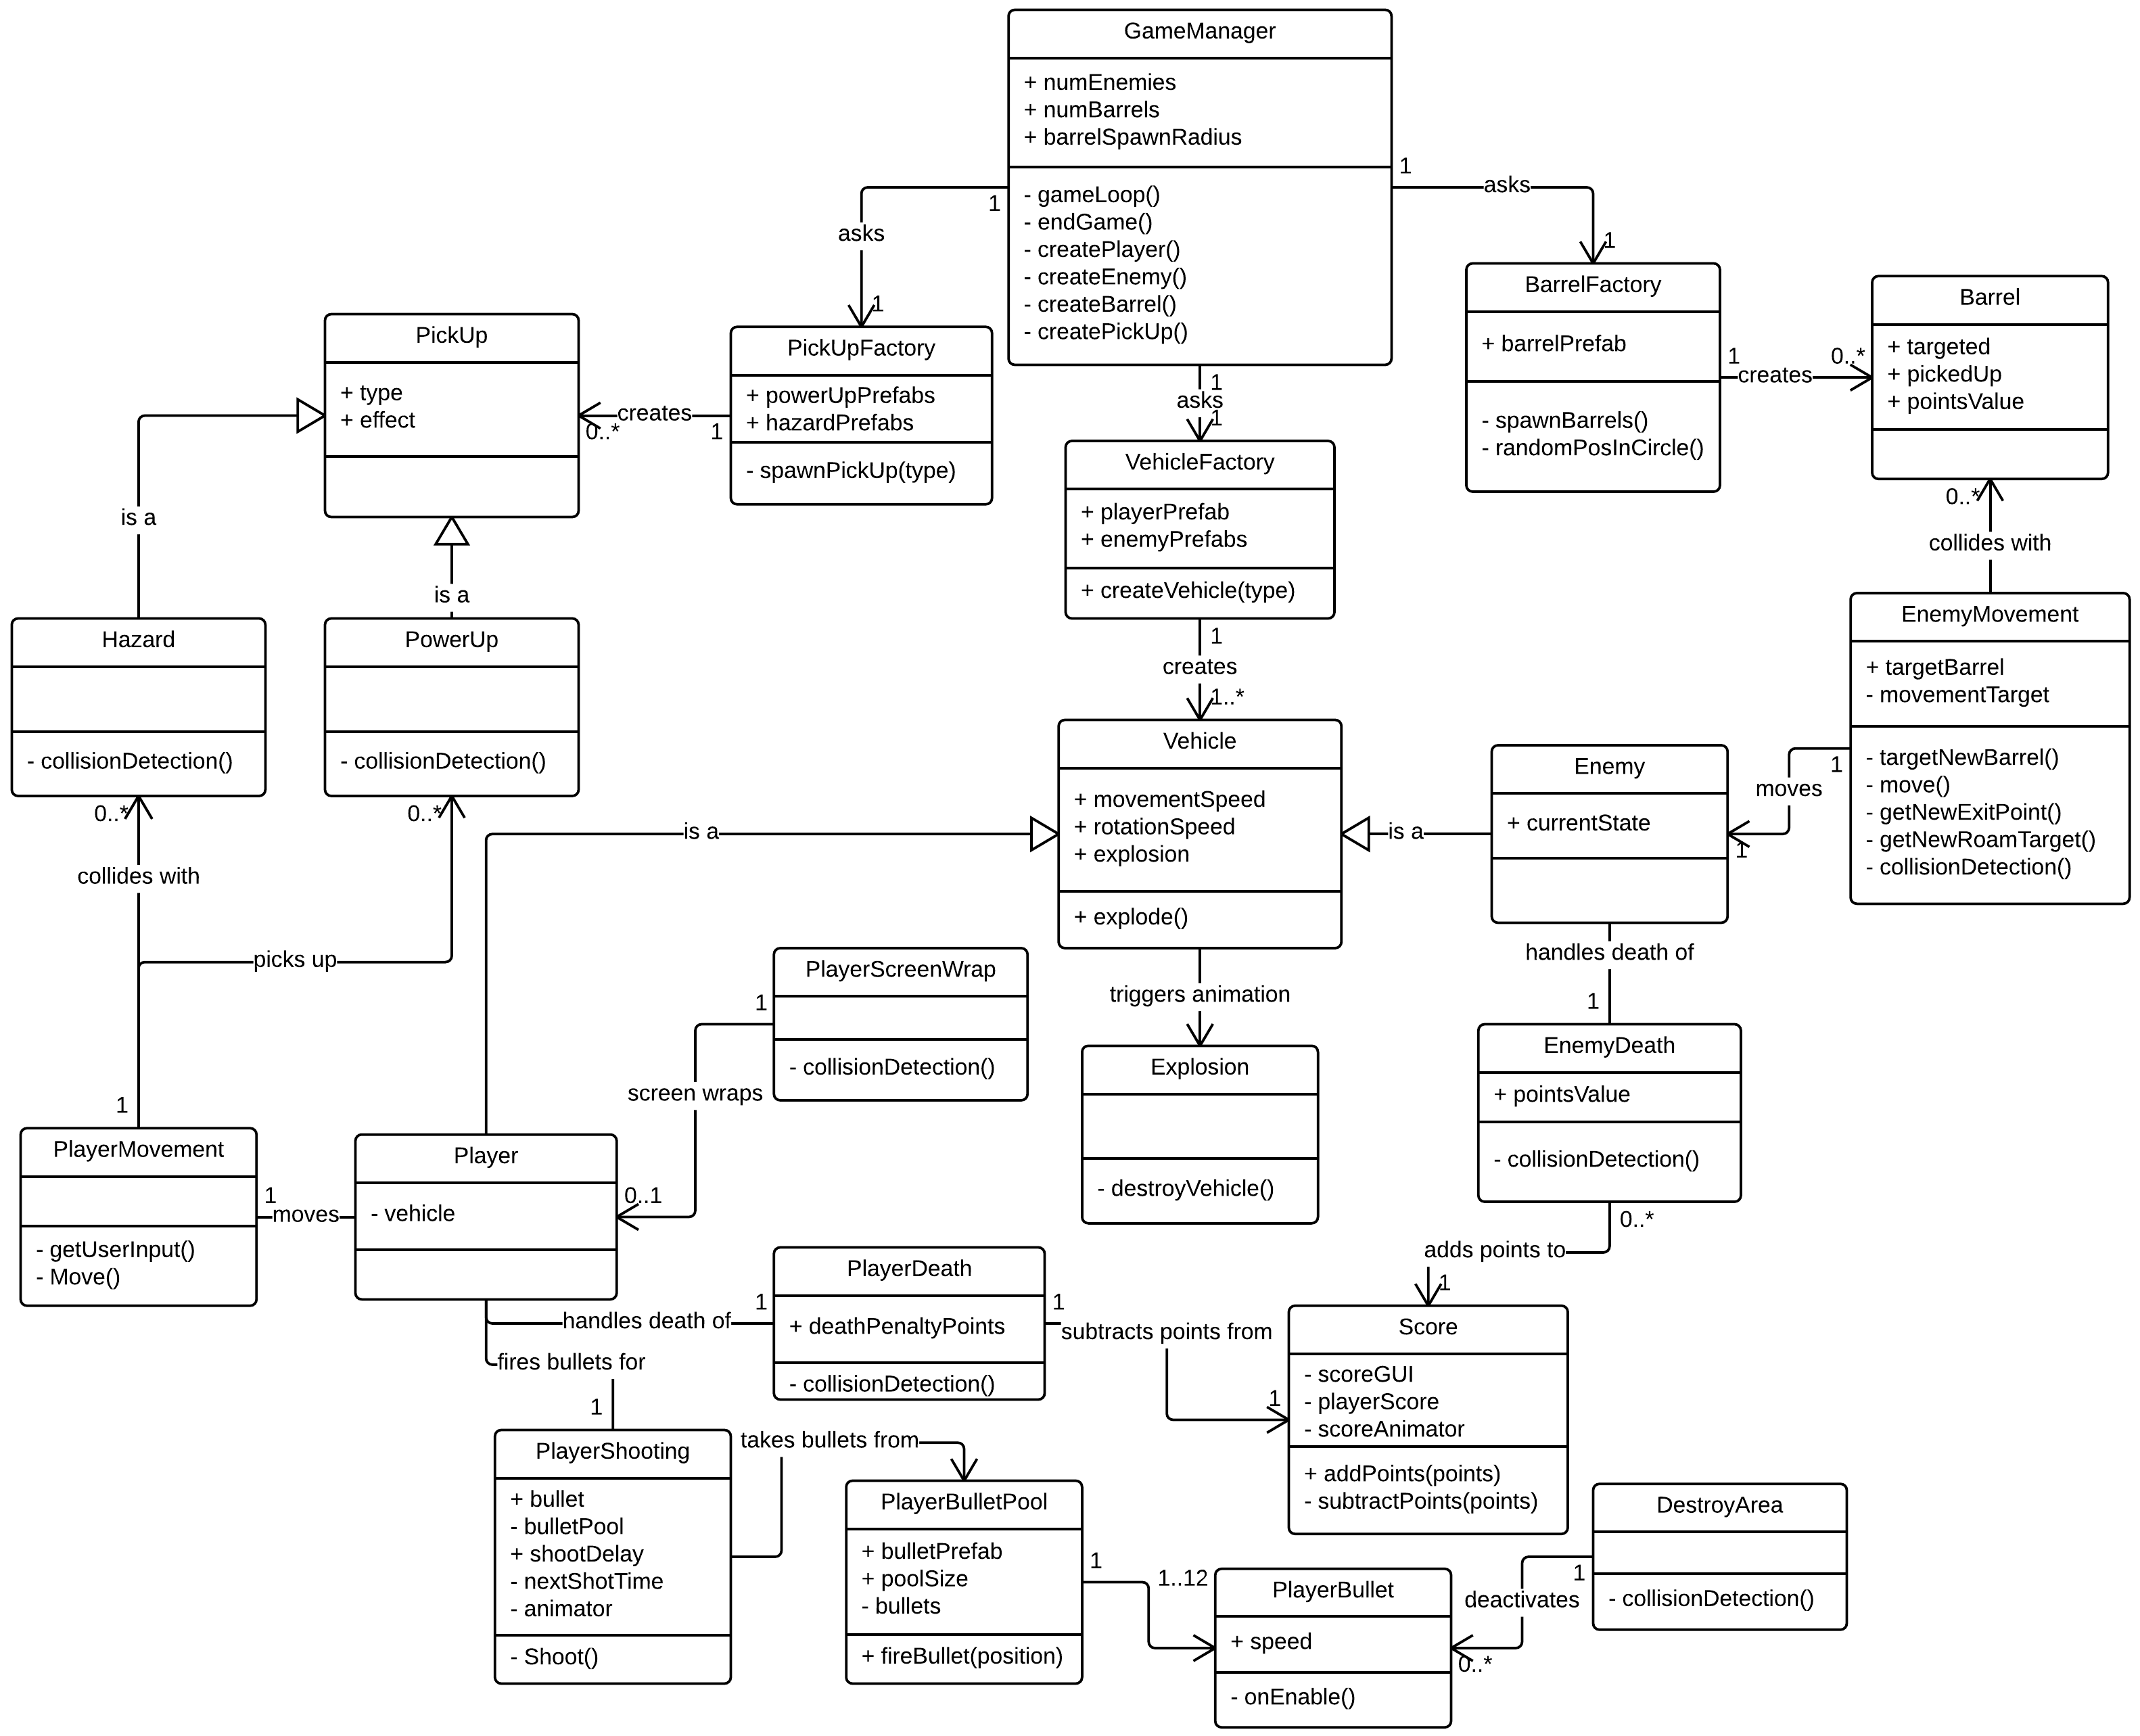 GameManager
+ numEnemies
+ numBarrels
+ barrelSpawnRadius
- gameLoop()
- endGame()
- createPlayer()
- createEnemy()
- createBarrel()
- createPickUp()
1
asks
1
1
asks
1
1
asks
1
PickUp
+ type
+ effect
PickUpFactory
+ powerUpPrefabs
+ hazardPrefabs
- spawnPickUp(type)
creates
0..*
1
BarrelFactory
+ barrelPrefab
- spawnBarrels()
- randomPosInCircle()
1
creates
0..*
Barrel
+ targeted
+ pickedUp
+ pointsValue
0..*
collides with
VehicleFactory
+ playerPrefab
+ enemyPrefabs
+ createVehicle(type)
1
creates
1..*
is a
is a
Hazard
- collisionDetection()
PowerUp
- collisionDetection()
0..*
0..*
collides with
picks up
1
EnemyMovement
+ targetBarrel
- movementTarget
- targetNewBarrel()
- move()
- getNewExitPoint()
- getNewRoamTarget()
- collisionDetection()
1
moves
1
Vehicle
+ movementSpeed
+ rotationSpeed
+ explosion
+ explode()
is a
is a
Enemy
+ currentState
handles death of
1
triggers animation
PlayerScreenWrap
- collisionDetection()
1
screen wraps
0..1
Explosion
- destroyVehicle()
EnemyDeath
+ pointsValue
- collisionDetection()
0..*
adds points to
1
PlayerMovement
- getUserInput()
- Move()
1
moves
Player
- vehicle
handles death of
1
fires bullets for
1
PlayerDeath
+ deathPenaltyPoints
- collisionDetection()
1
subtracts points from
1
Score
- scoreGUI
- playerScore
- scoreAnimator
+ addPoints(points)
- subtractPoints(points)
PlayerShooting
+ bullet
- bulletPool
+ shootDelay
- nextShotTime
- animator
- Shoot()
takes bullets from
PlayerBulletPool
+ bulletPrefab
+ poolSize
- bullets
+ fireBullet(position)
1
1..12
PlayerBullet
+ speed
- onEnable()
DestroyArea
- collisionDetection()
1
deactivates
0..*